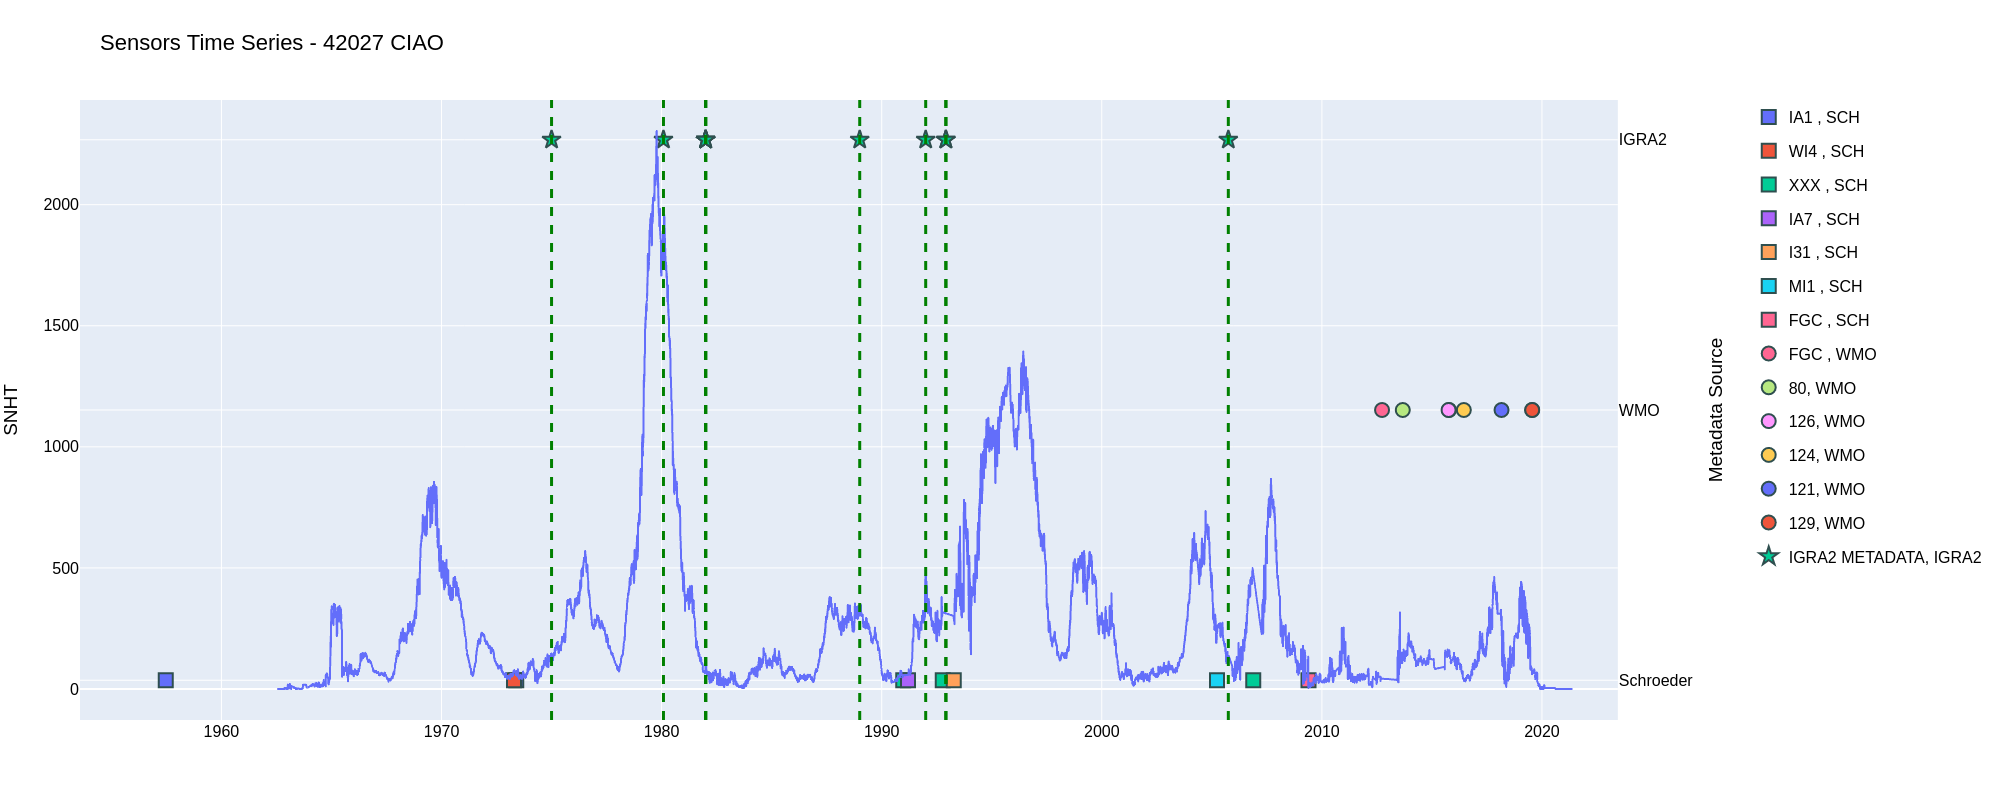 Sensors Time Series - 42027 CIAO
SNHT
2000
1500
1000
500
0
1960
1970
1980
1990
2000
2010
2020
IGRA2
WMO
Schroeder
Metadata Source
IA1 , SCH
WI4 , SCH
XXX , SCH
IA7 , SCH
I31 , SCH
MI1 , SCH
FGC , SCH
FGC , WMO
80, WMO
126, WMO
124, WMO
121, WMO
129, WMO
IGRA2 METADATA, IGRA2